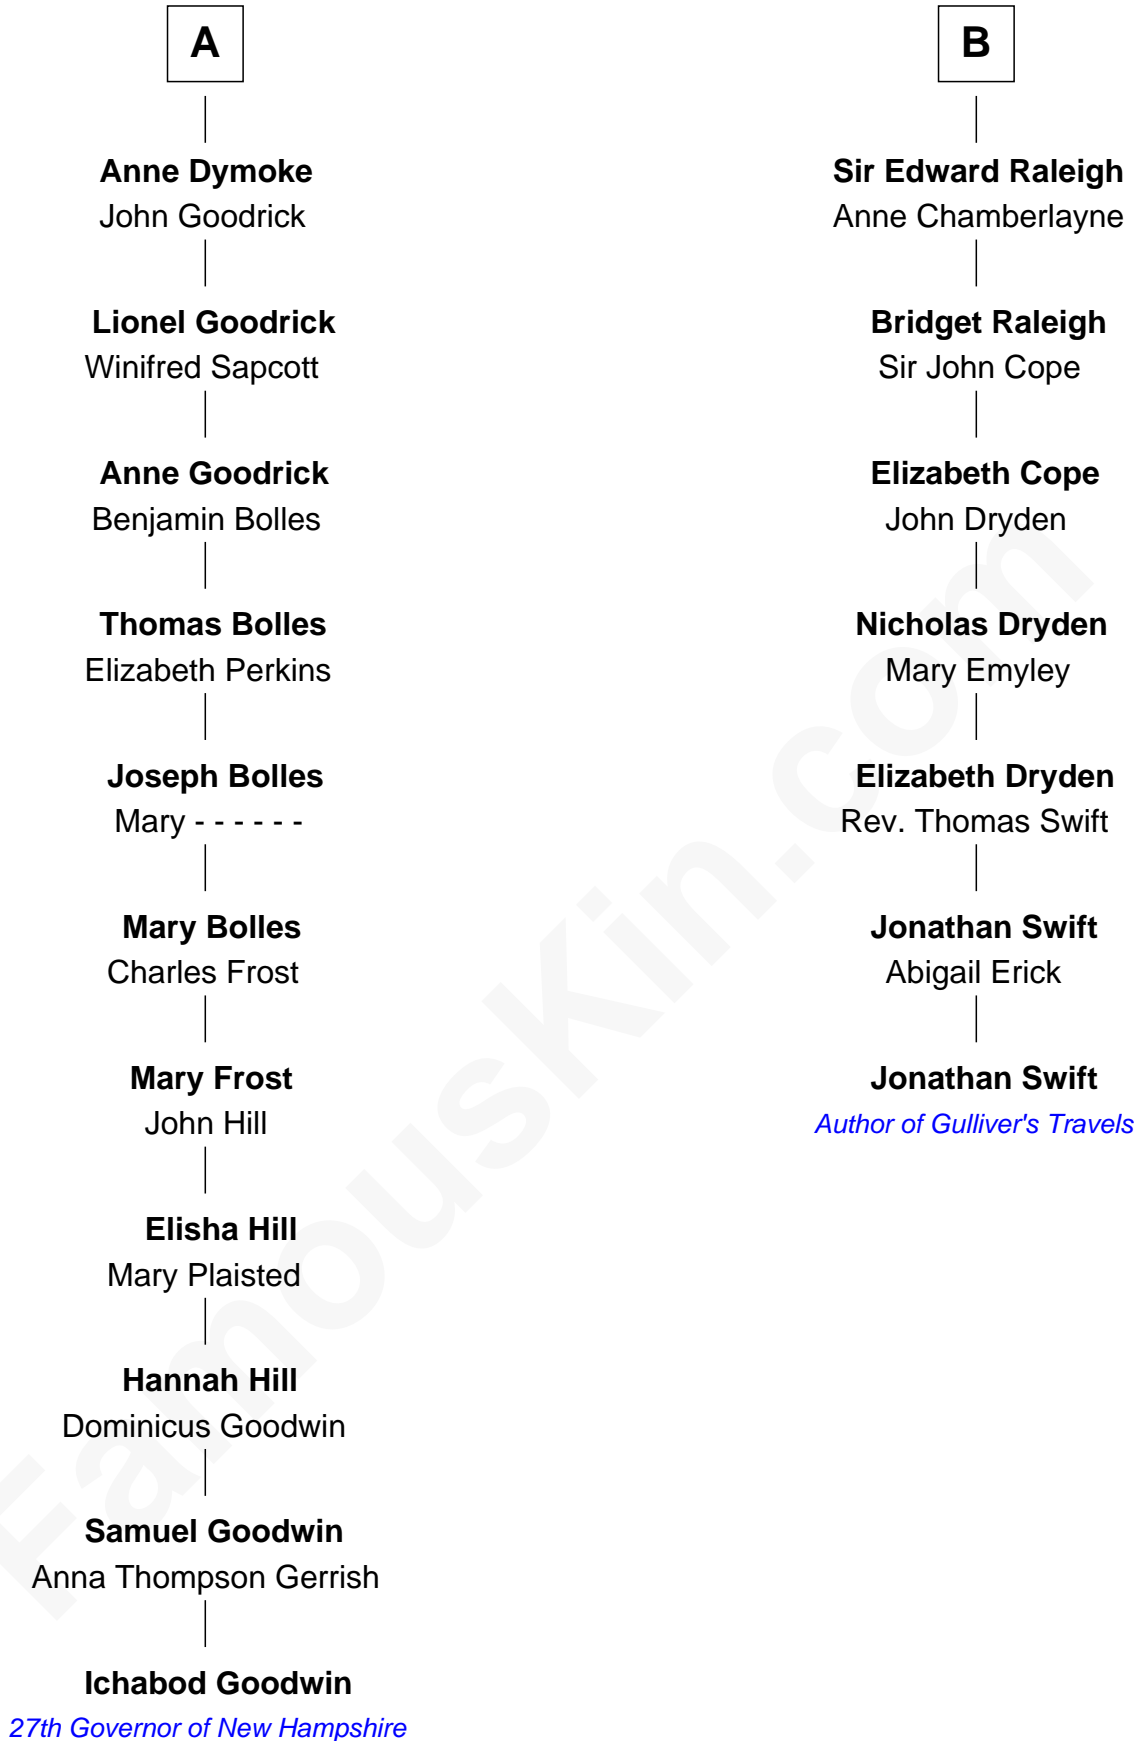 A
Anne Dymoke
John Goodrick
Lionel Goodrick
Winifred Sapcott
Anne Goodrick
Benjamin Bolles
Thomas Bolles
Elizabeth Perkins
Joseph Bolles
Mary - - - - - -
Mary Bolles
Charles Frost
Mary Frost
John Hill
Elisha Hill
Mary Plaisted
Hannah Hill
Dominicus Goodwin
Samuel Goodwin
Anna Thompson Gerrish
Ichabod Goodwin
27th Governor of New Hampshire
B
Sir Edward Raleigh
Anne Chamberlayne
Bridget Raleigh
Sir John Cope
Elizabeth Cope
John Dryden
Nicholas Dryden
Mary Emyley
Elizabeth Dryden
Rev. Thomas Swift
Jonathan Swift
Abigail Erick
Jonathan Swift
Author of Gulliver's Travels
FamousKin.com